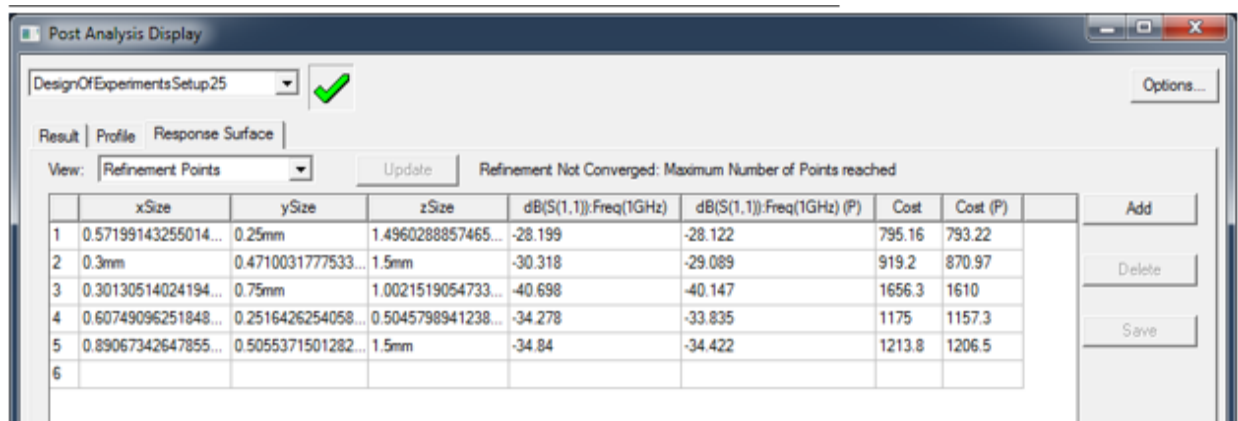 Post Analysis Display
DesignOfExperimentsSetup25 Options...
Result Profile Response Surface
View: Refinement Points Update Refinement Not Converged: Maximum Number of Points reached
xSize ySize zSize dB(S(1,1)):Freq(1GHz) dB(S(1,1)):Freq(1GHz) (P) Cost Cost (P) Add
1 0.57199143255014... 0.25mm 1.4960288857465... -28.199 -28.122 795.16 793.22
2 0.3mm 0.4710031777533... 1.5mm -30.318 -29.089 919.2 870.97 Delete
3 0.30130514024194... 0.75mm 1.0021519054733... -40.698 -40.147 1656.3 1610
4 0.60749096251848... 0.2516426254058... 0.5045798941238... -34.278 -33.835 1175 1157.3 Save
5 0.89067342647855... 0.5055371501282... 1.5mm -34.84 -34.422 1213.8 1206.5
6